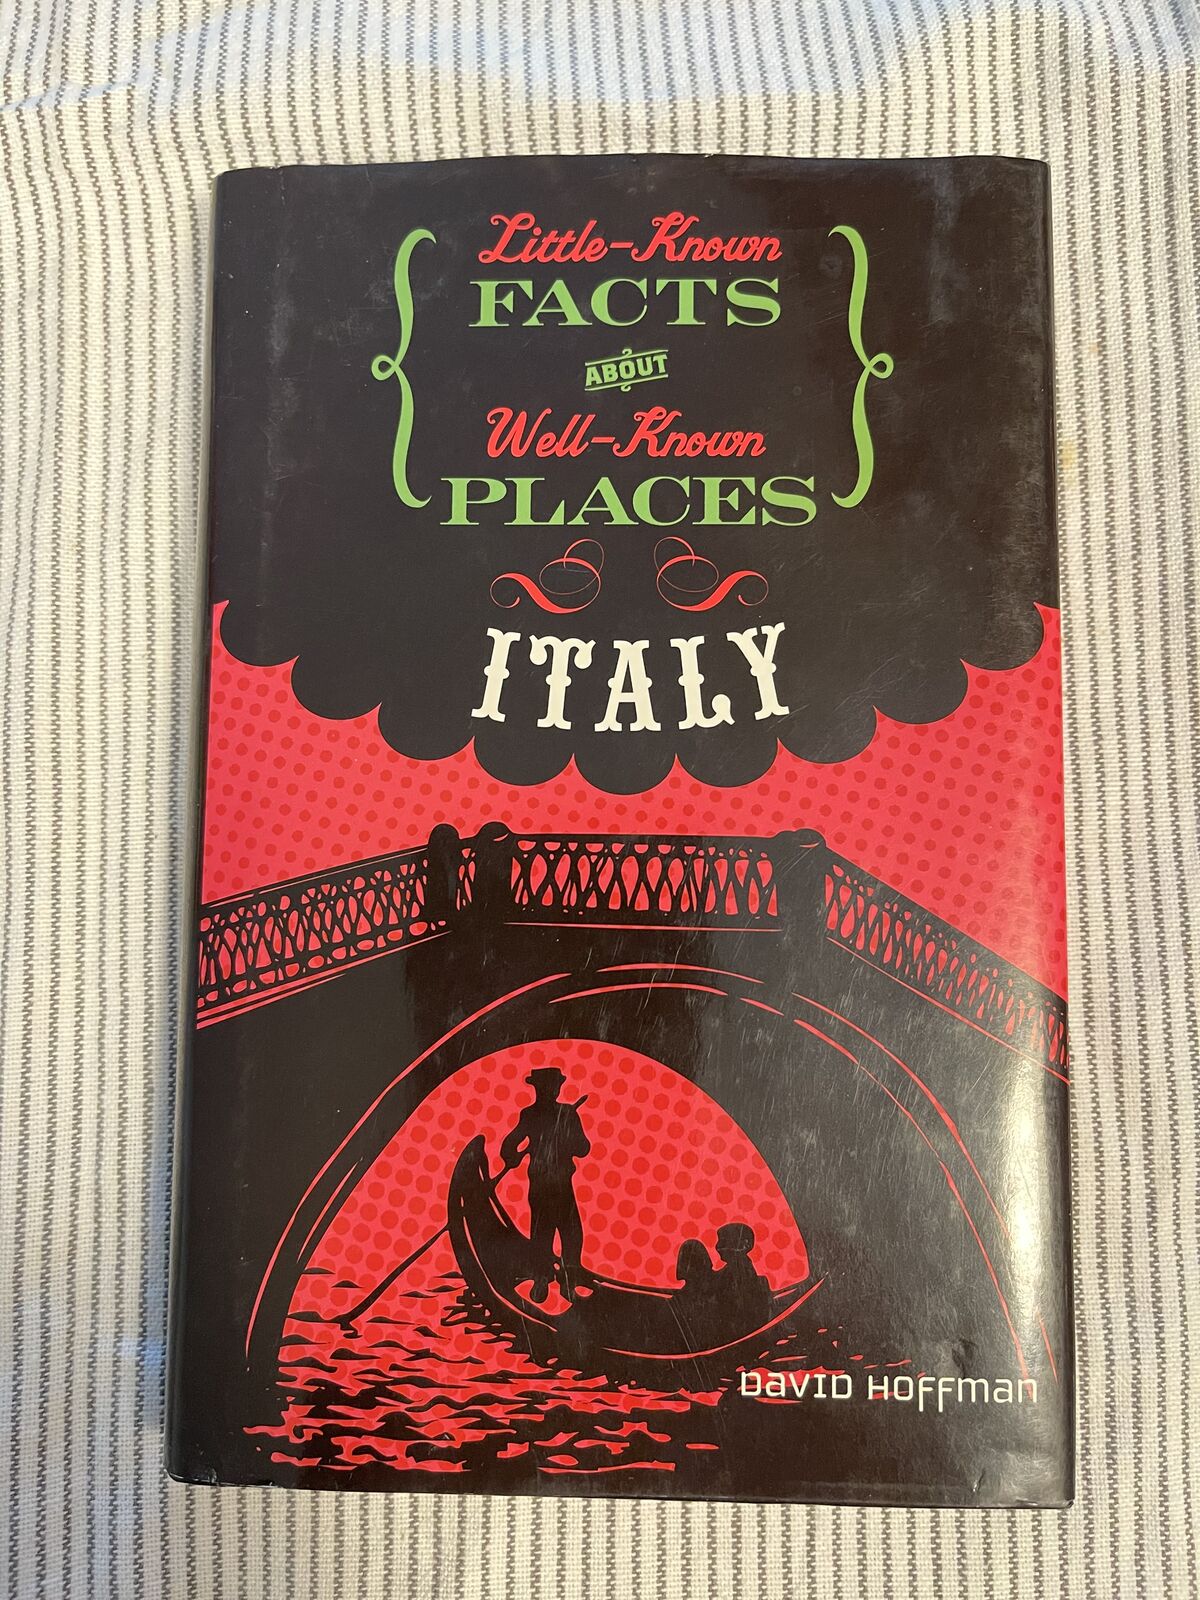 Little-Known
FACTS
ABOUT
Well-Known
PLACES
ITALY
DAVID HOFFMAN